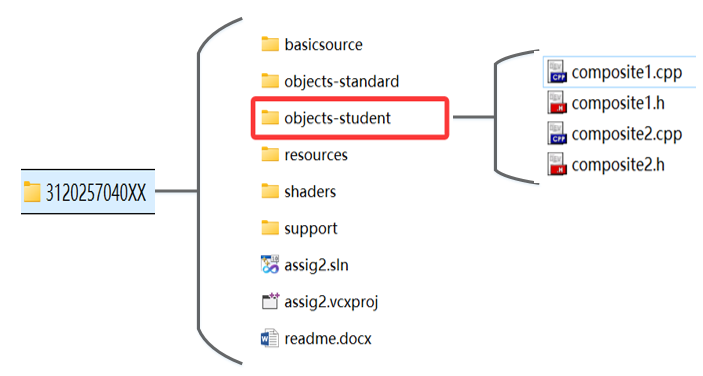 3120257040XX
basicsource
objects-standard
objects-student
resources
shaders
support
assig2.sln
assig2.vcxproj
readme.docx
composite1.cpp
composite1.h
composite2.cpp
composite2.h